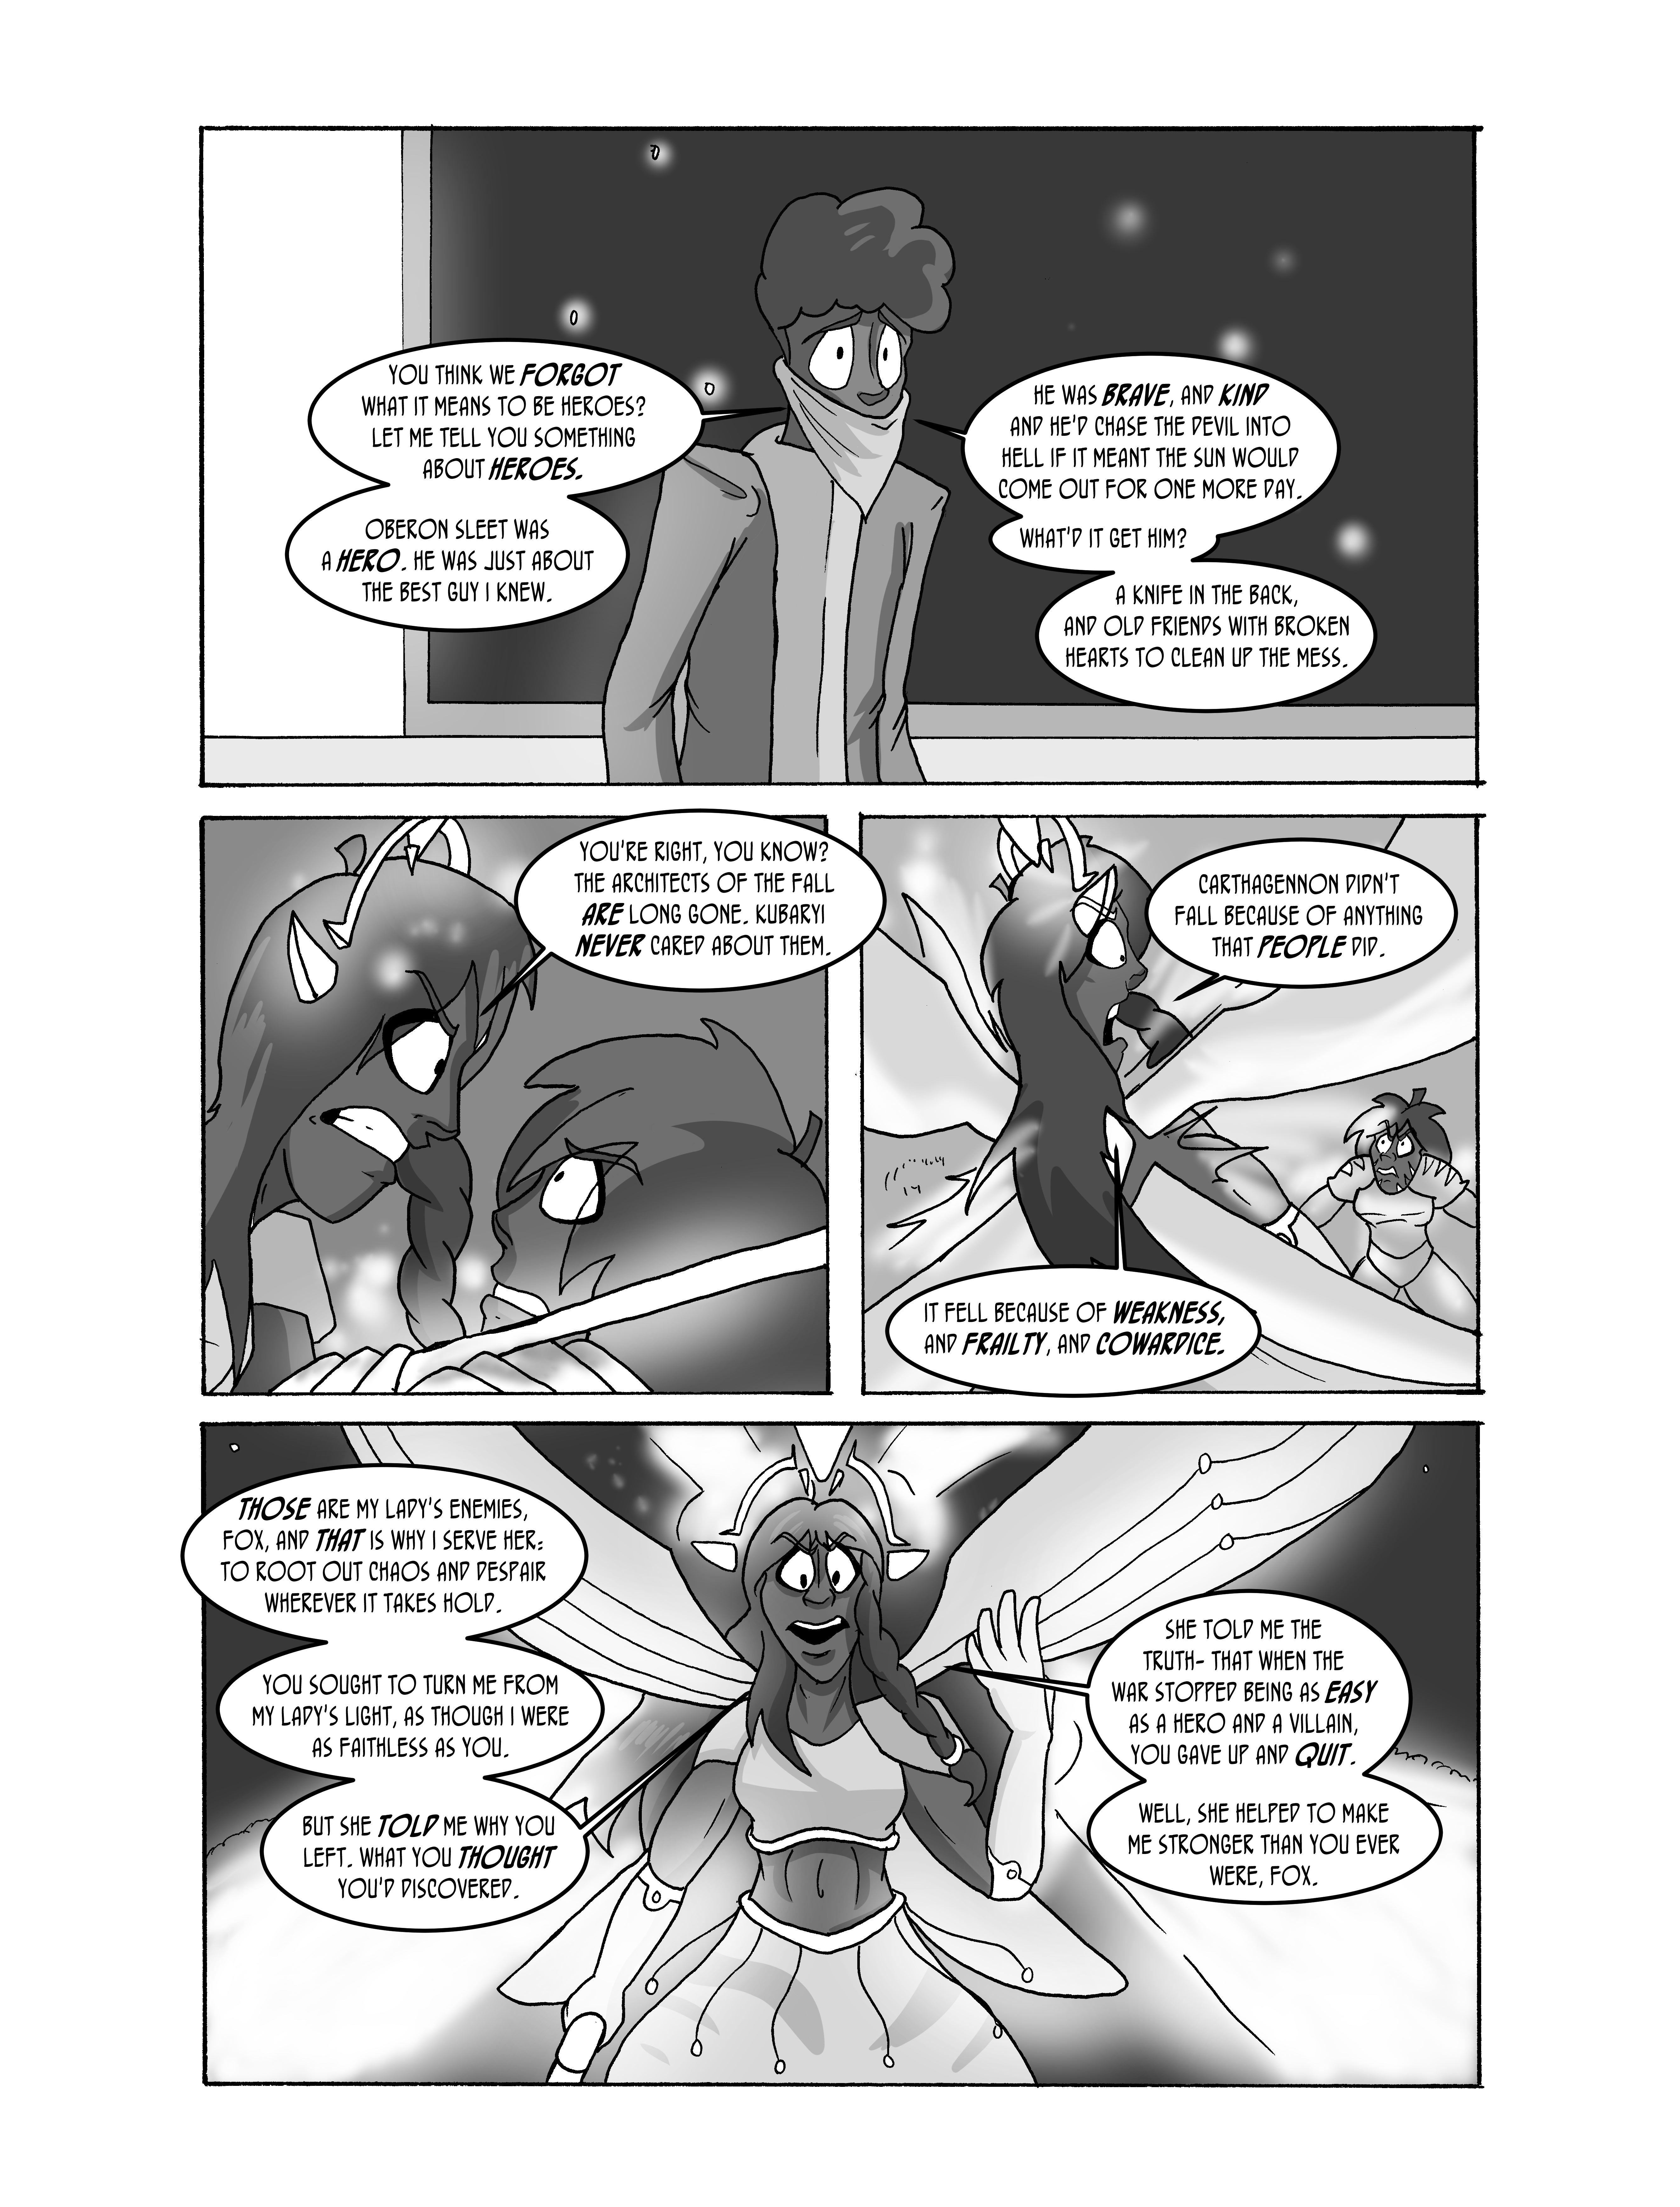 YOU THINK WE FORGOT
WHAT IT MEANS TO BE HEROES?
LET ME TELL YOU SOMETHING
ABOUT HEROES.
OBERON SLEET WAS
A HERO. HE WAS JUST ABOUT
THE BEST GUY I KNEW.
HE WAS BRAVE, AND KIND
AND HE'D CHASE THE DEVIL INTO
HELL IF IT MEANT THE SUN WOULD
COME OUT FOR ONE MORE DAY.
WHAT'D IT GET HIM?
A KNIFE IN THE BACK,
AND OLD FRIENDS WITH BROKEN
HEARTS TO CLEAN UP THE MESS.
YOU'RE RIGHT, YOU KNOW?
THE ARCHITECTS OF THE FALL
ARE LONG GONE. KUBARYI
NEVER CARED ABOUT THEM.
CARTHAGENNON DIDN'T
FALL BECAUSE OF ANYTHING
THAT PEOPLE DID.
IT FELL BECAUSE OF WEAKNESS,
AND FRAILTY, AND COWARDICE.
THOSE ARE MY LADY'S ENEMIES,
FOX, AND THAT IS WHY I SERVE HER:
TO ROOT OUT CHAOS AND DESPAIR
WHEREVER IT TAKES HOLD.
YOU SOUGHT TO TURN ME FROM
MY LADY'S LIGHT, AS THOUGH I WERE
AS FAITHLESS AS YOU.
BUT SHE TOLD ME WHY YOU
LEFT. WHAT YOU THOUGHT
YOU'D DISCOVERED.
SHE TOLD ME THE
TRUTH- THAT WHEN THE
WAR STOPPED BEING AS EASY
AS A HERO AND A VILLAIN,
YOU GAVE UP AND QUIT.
WELL, SHE HELPED TO MAKE
ME STRONGER THAN YOU EVER
WERE, FOX.